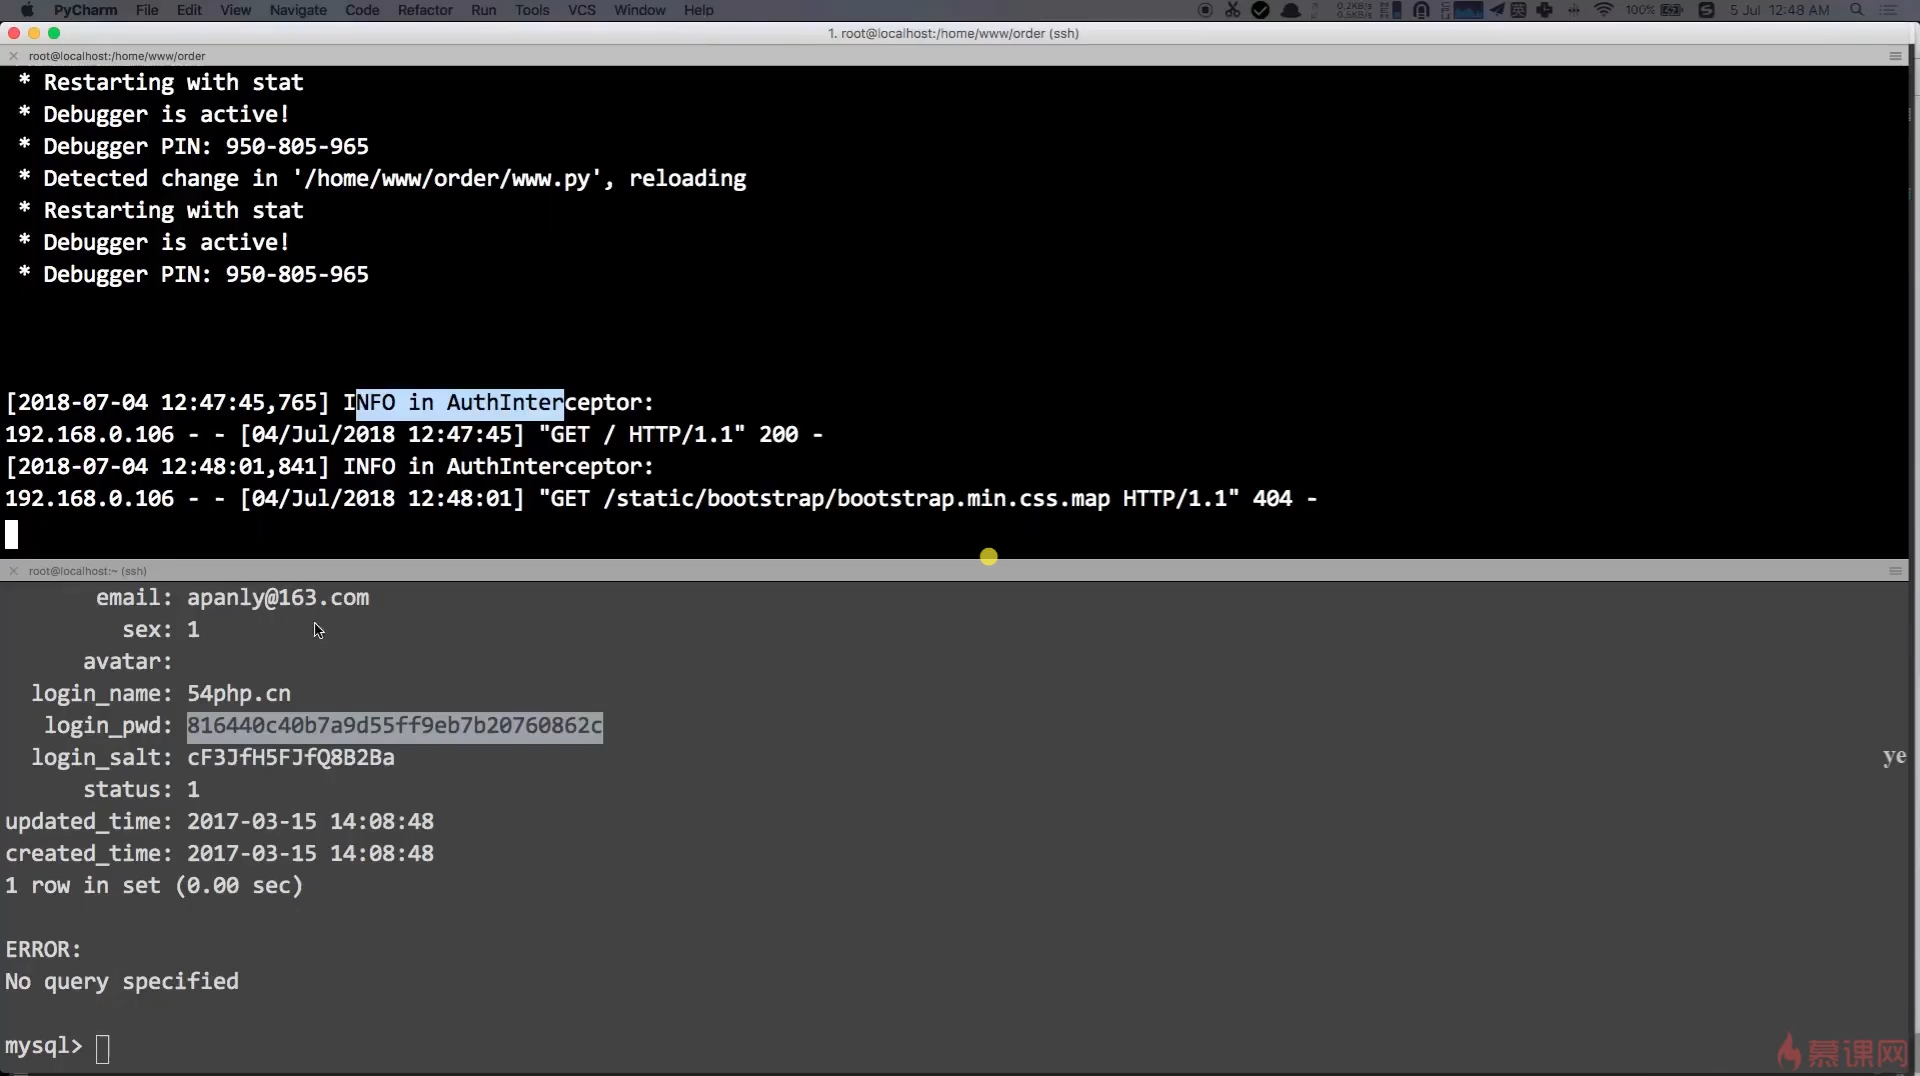 PyCharm File Edit View Navigate Code Refactor Run Tools VCS Window Help 100% 5 Jul 12:48 AM
1. root@localhost:/home/www/order (ssh)
root@localhost:/home/www/order
* Restarting with stat
* Debugger is active!
* Debugger PIN: 950-805-965
* Detected change in '/home/www/order/www.py', reloading
* Restarting with stat
* Debugger is active!
* Debugger PIN: 950-805-965
[2018-07-04 12:47:45,765] INFO in AuthInterceptor:
192.168.0.106 - - [04/Jul/2018 12:47:45] "GET / HTTP/1.1" 200 -
[2018-07-04 12:48:01,841] INFO in AuthInterceptor:
192.168.0.106 - - [04/Jul/2018 12:48:01] "GET /static/bootstrap/bootstrap.min.css.map HTTP/1.1" 404 -
root@localhost:~ (ssh)
email: apanly@163.com
sex: 1
avatar:
login_name: 54php.cn
login_pwd: 816440c40b7a9d55ff9eb7b20760862c
login_salt: cF3JfH5FJfQ8B2Ba
ye
status: 1
updated_time: 2017-03-15 14:08:48
created_time: 2017-03-15 14:08:48
1 row in set (0.00 sec)
ERROR:
No query specified
mysql>
慕课网